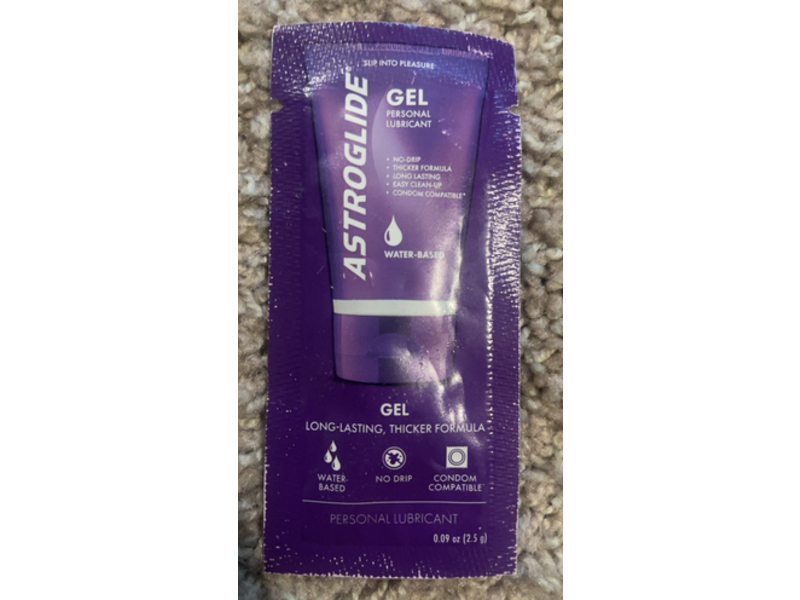 SLIP INTO PLEASURE
ASTROGLIDE
GEL
PERSONAL
LUBRICANT
• NO-DRIP
• THICKER FORMULA
• LONG LASTING
• EASY CLEAN-UP
• CONDOM COMPATIBLE*
WATER-BASED
GEL
LONG-LASTING, THICKER FORMULA
WATER-
BASED
NO DRIP
CONDOM
COMPATIBLE
PERSONAL LUBRICANT
0.09 oz (2.5 g)